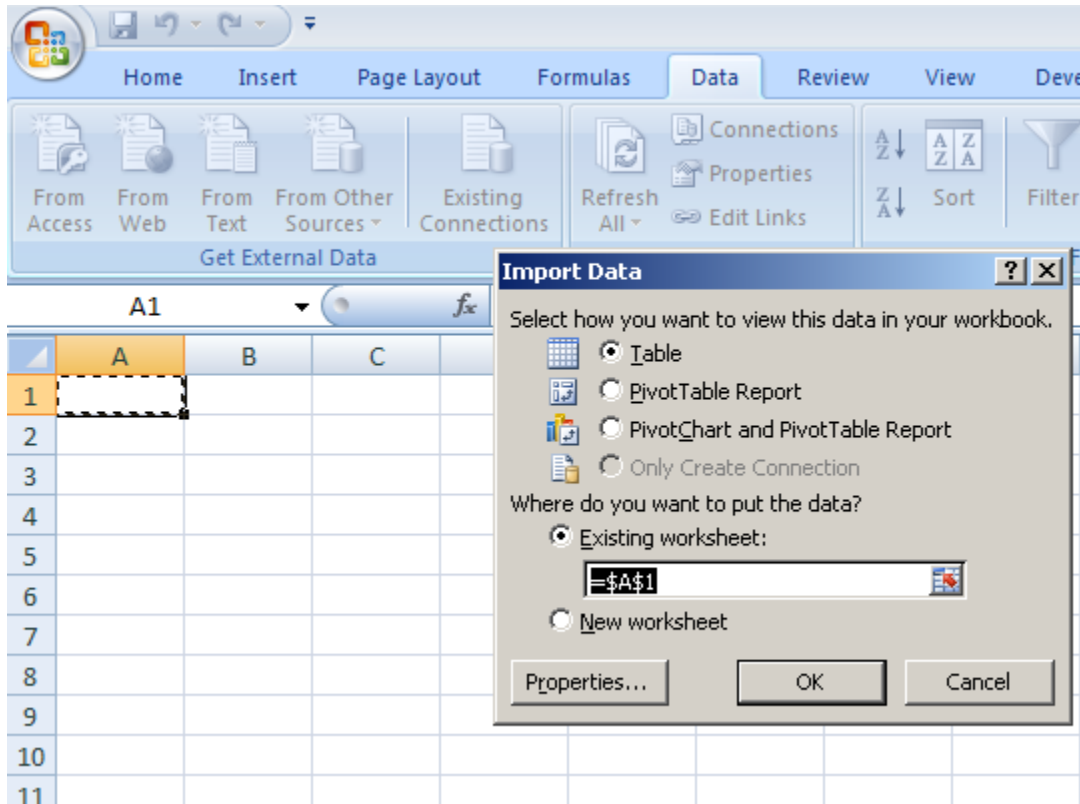 Home Insert Page Layout Formulas Data Review View Deve
Connections
Properties
Edit Links
From Access
From Web
From Text
From Other Sources
Existing Connections
Refresh All
A Z
Z A
A Z Z A
Sort
Filter
Get External Data
A1
fx
A B C
1
2
3
4
5
6
7
8
9
10
11
Import Data
Select how you want to view this data in your workbook.
Table
PivotTable Report
PivotChart and PivotTable Report
Only Create Connection
Where do you want to put the data?
Existing worksheet:
=$A$1
New worksheet
Properties... OK Cancel